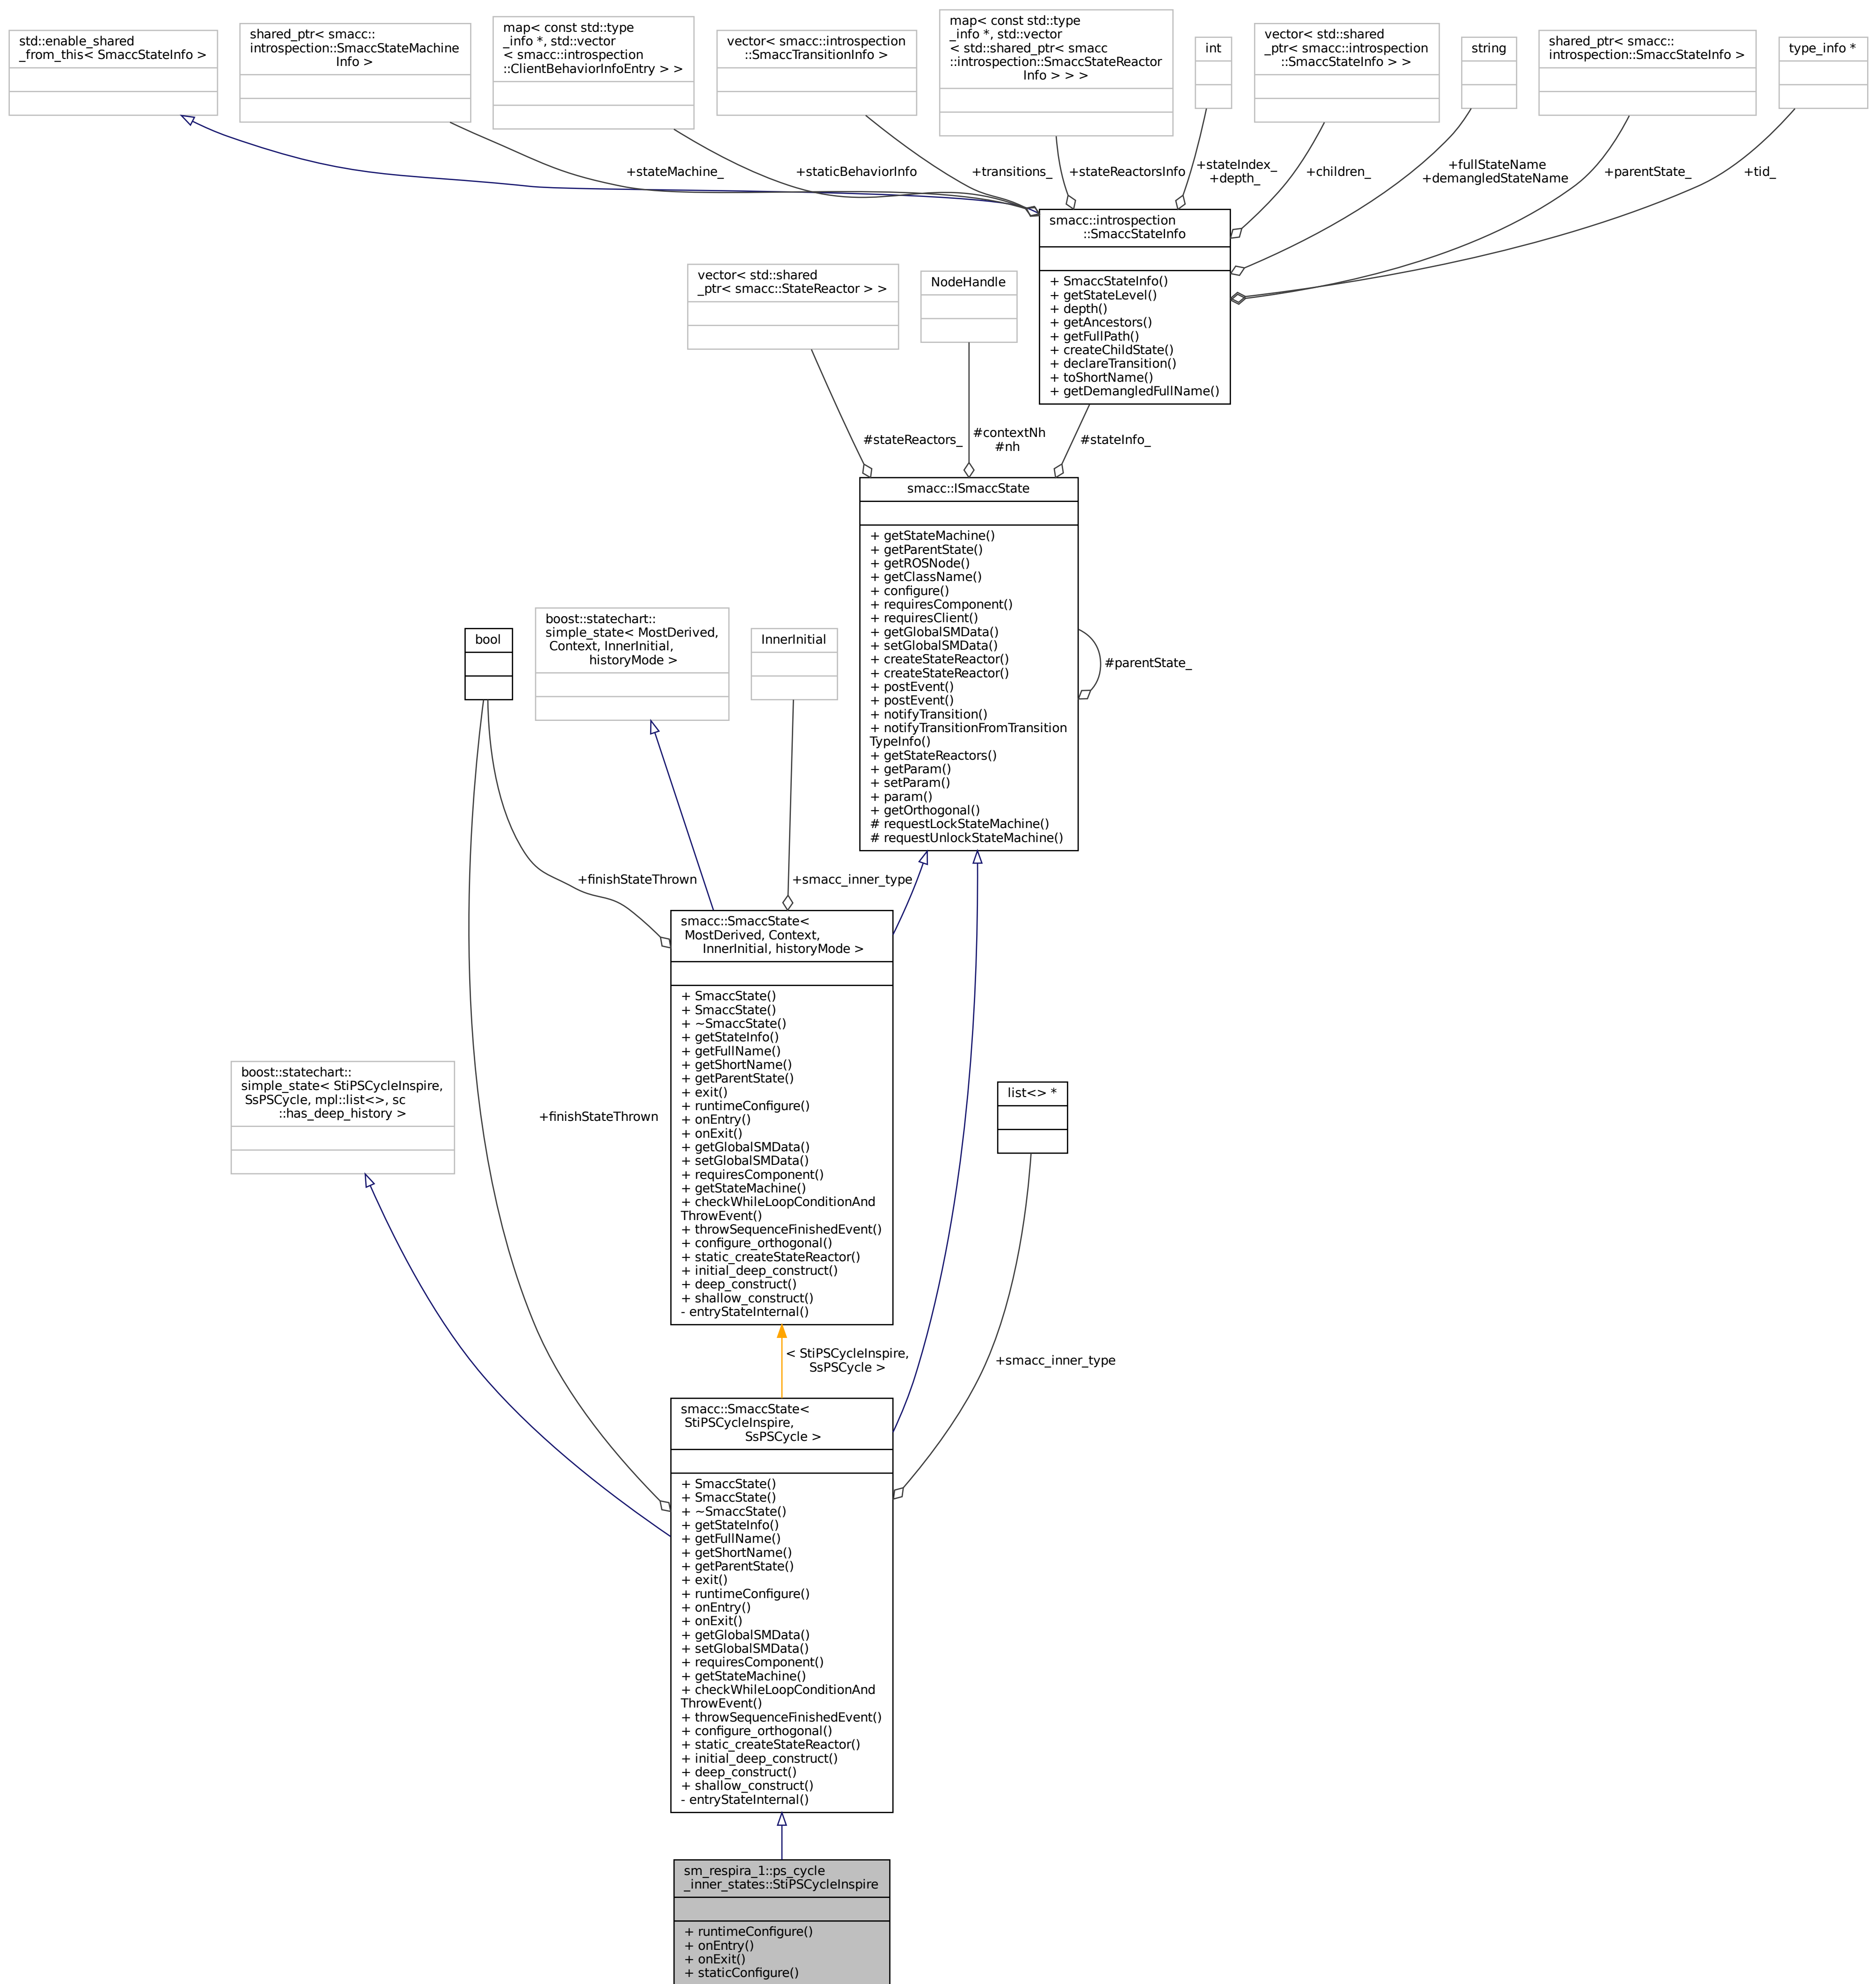 std::enable_shared
_from_this< SmaccStateInfo >
shared_ptr< smacc::
introspection::SmaccStateMachine
Info >
map< const std::type
_info *, std::vector
< smacc::introspection
::ClientBehaviorInfoEntry > >
vector< smacc::introspection
::SmaccTransitionInfo >
map< const std::type
_info *, std::vector
< std::shared_ptr< smacc
::introspection::SmaccStateReactor
Info > > >
int
vector< std::shared
_ptr< smacc::introspection
::SmaccStateInfo > >
string
shared_ptr< smacc::
introspection::SmaccStateInfo >
type_info *
+stateMachine_
+staticBehaviorInfo
+transitions_
+stateReactorsInfo
+stateIndex_
+depth_
+children_
+fullStateName
+demangledStateName
+parentState_
+tid_
smacc::introspection
::SmaccStateInfo
+ SmaccStateInfo()
+ getStateLevel()
+ depth()
+ getAncestors()
+ getFullPath()
+ createChildState()
+ declareTransition()
+ toShortName()
+ getDemangledFullName()
vector< std::shared
_ptr< smacc::StateReactor > >
NodeHandle
#stateReactors_
#contextNh
#nh
#stateInfo_
smacc::ISmaccState
+ getStateMachine()
+ getParentState()
+ getROSNode()
+ getClassName()
+ configure()
+ requiresComponent()
+ requiresClient()
+ getGlobalSMData()
+ setGlobalSMData()
+ createStateReactor()
+ createStateReactor()
+ postEvent()
+ postEvent()
+ notifyTransition()
+ notifyTransitionFromTransition
TypeInfo()
+ getStateReactors()
+ getParam()
+ setParam()
+ param()
+ getOrthogonal()
# requestLockStateMachine()
# requestUnlockStateMachine()
#parentState_
bool
boost::statechart::
simple_state< MostDerived,
Context, InnerInitial,
historyMode >
InnerInitial
+finishStateThrown
+smacc_inner_type
smacc::SmaccState<
MostDerived, Context,
InnerInitial, historyMode >
+ SmaccState()
+ SmaccState()
+ ~SmaccState()
+ getStateInfo()
+ getFullName()
+ getShortName()
+ getParentState()
+ exit()
+ runtimeConfigure()
+ onEntry()
+ onExit()
+ getGlobalSMData()
+ setGlobalSMData()
+ requiresComponent()
+ getStateMachine()
+ checkWhileLoopConditionAnd
ThrowEvent()
+ throwSequenceFinishedEvent()
+ configure_orthogonal()
+ static_createStateReactor()
+ initial_deep_construct()
+ deep_construct()
+ shallow_construct()
- entryStateInternal()
boost::statechart::
simple_state< StiPSCycleInspire,
SsPSCycle, mpl::list<>, sc
::has_deep_history >
+finishStateThrown
list<> *
< StiPSCycleInspire,
SsPSCycle >
+smacc_inner_type
smacc::SmaccState<
StiPSCycleInspire,
SsPSCycle >
+ SmaccState()
+ SmaccState()
+ ~SmaccState()
+ getStateInfo()
+ getFullName()
+ getShortName()
+ getParentState()
+ exit()
+ runtimeConfigure()
+ onEntry()
+ onExit()
+ getGlobalSMData()
+ setGlobalSMData()
+ requiresComponent()
+ getStateMachine()
+ checkWhileLoopConditionAnd
ThrowEvent()
+ throwSequenceFinishedEvent()
+ configure_orthogonal()
+ static_createStateReactor()
+ initial_deep_construct()
+ deep_construct()
+ shallow_construct()
- entryStateInternal()
sm_respira_1::ps_cycle
_inner_states::StiPSCycleInspire
+ runtimeConfigure()
+ onEntry()
+ onExit()
+ staticConfigure()